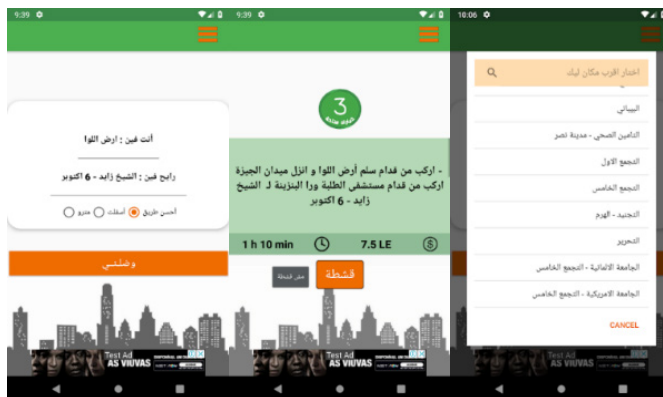 9:39
أنت فين : ارض اللوا
رايح فين : الشيخ زايد - 6 اكتوبر
احسن طريق
أسفلت
مترو
وصلني
Test Ad
AS VIUVAS
9:39
3
- اركب من قدام سلم أرض اللوا و انزل ميدان الجيزة
اركب من قدام مستشفى الطلبة ورا البنزينة لـ الشيخ
زايد - 6 اكتوبر
1 h 10 min
7.5 LE
$
قشطة
مش قشطة
Test Ad
AS VIUVAS
10:06
اختار اقرب مكان ليك
التامين الصحي - مدينة نصر
التجمع الاول
التجمع الخامس
التجنيد - الهرم
التحرير
الجامعة الالمانية - التجمع الخامس
الجامعة الامريكية - التجمع الخامس
CANCEL